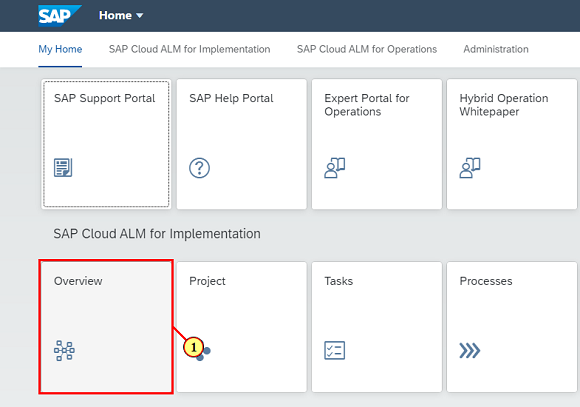 SAP Home
My Home SAP Cloud ALM for Implementation SAP Cloud ALM for Operations Administration
SAP Support Portal
SAP Help Portal
Expert Portal for
Operations
Hybrid Operation
Whitepaper
SAP Cloud ALM for Implementation
Overview
Project
Tasks
Processes
1